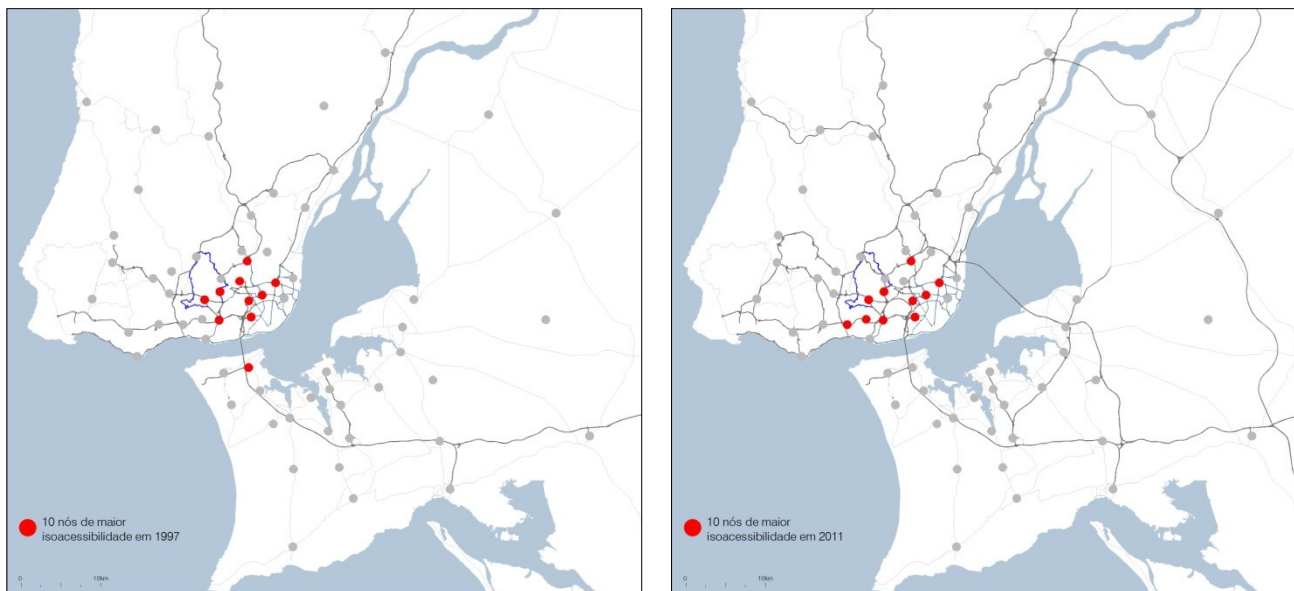 10 nós de maior
isoacessibilidade em 1997
0 10km
10 nós de maior
isoacessibilidade em 2011
0 10km